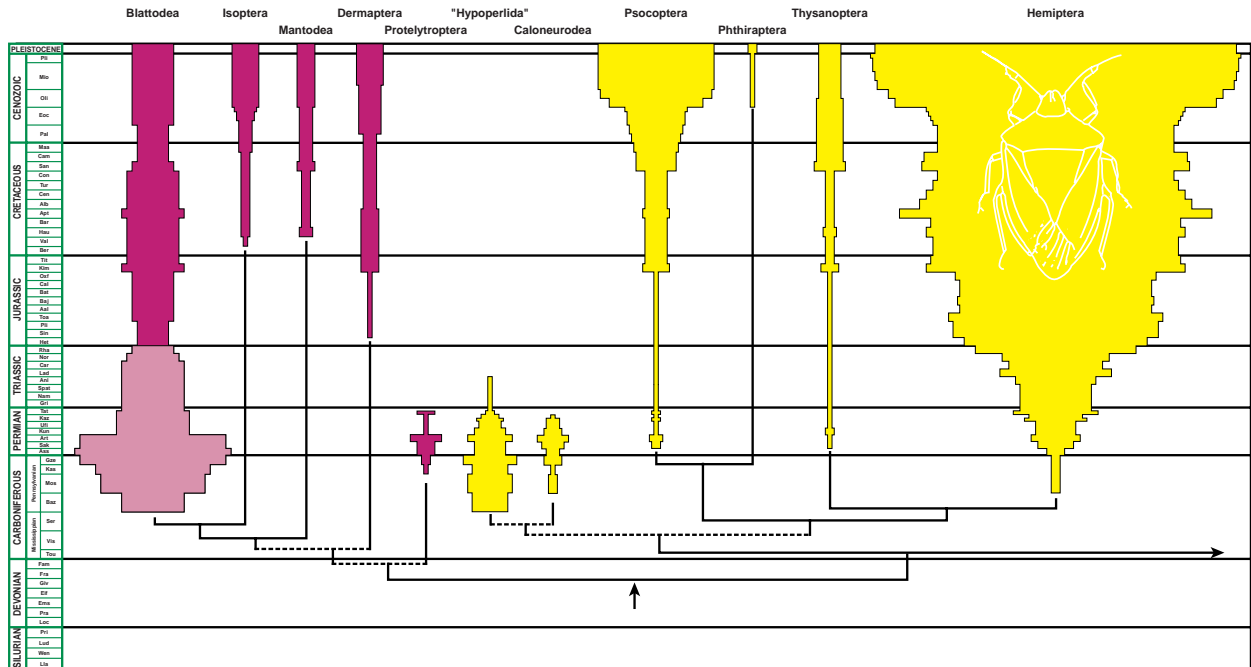 Blattodea Isoptera Dermaptera "Hypoperlida" Psocoptera Thysanoptera Hemiptera
Mantodea Protelytroptera Caloneurodea Phthiraptera
PLEISTOCENE
CENOZOIC
Pli
Mio
Oli
Eoc
Pal
CRETACEOUS
Maa
Cam
San
Con
Tur
Cen
Alb
Apt
Bar
Hau
Val
Ber
JURASSIC
Tit
Kim
Oxf
Cal
Bat
Baj
Aal
Toa
Pli
Sin
Het
TRIASSIC
Rha
Nor
Car
Lad
Ani
Spat
Nam
Gri
PERMIAN
Tat
Kaz
Ufi
Kun
Art
Sak
Ass
CARBONIFEROUS
Pennsylvanian
Gze
Kas
Mos
Baz
Mississippian
Ser
Vis
Tou
DEVONIAN
Fam
Fra
Giv
Eif
Ems
Pra
Loc
SILURIAN
Pri
Lud
Wen
Lla